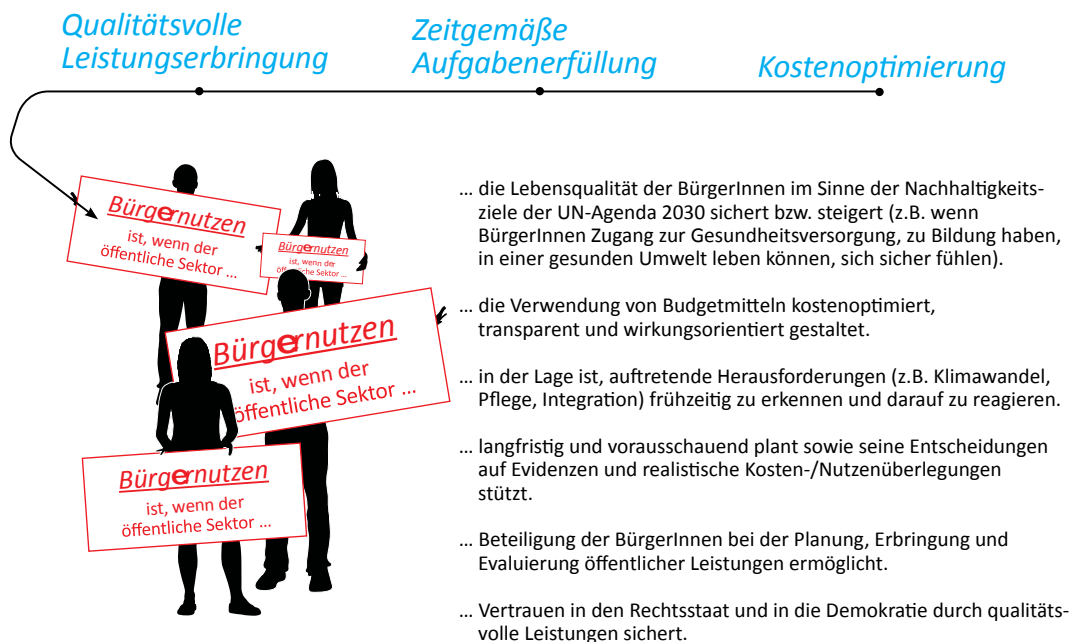 Qualitätsvolle
Leistungserbringung
Zeitgemäße
Aufgabenerfüllung
Kostenoptimierung
Bürgernutzen
ist, wenn der
öffentliche Sektor ...
Bürgernutzen
ist, wenn der
öffentliche Sektor ...
Bürgernutzen
ist, wenn der
öffentliche Sektor ...
Bürgernutzen
ist, wenn der
öffentliche Sektor ...
... die Lebensqualität der BürgerInnen im Sinne der Nachhaltigkeits-
ziele der UN-Agenda 2030 sichert bzw. steigert (z.B. wenn
BürgerInnen Zugang zur Gesundheitsversorgung, zu Bildung haben,
in einer gesunden Umwelt leben können, sich sicher fühlen).
... die Verwendung von Budgetmitteln kostenoptimiert,
transparent und wirkungsorientiert gestaltet.
... in der Lage ist, auftretende Herausforderungen (z.B. Klimawandel,
Pflege, Integration) frühzeitig zu erkennen und darauf zu reagieren.
... langfristig und vorausschauend plant sowie seine Entscheidungen
auf Evidenzen und realistische Kosten-/Nutzenüberlegungen
stützt.
... Beteiligung der BürgerInnen bei der Planung, Erbringung und
Evaluierung öffentlicher Leistungen ermöglicht.
... Vertrauen in den Rechtsstaat und in die Demokratie durch qualitäts-
volle Leistungen sichert.